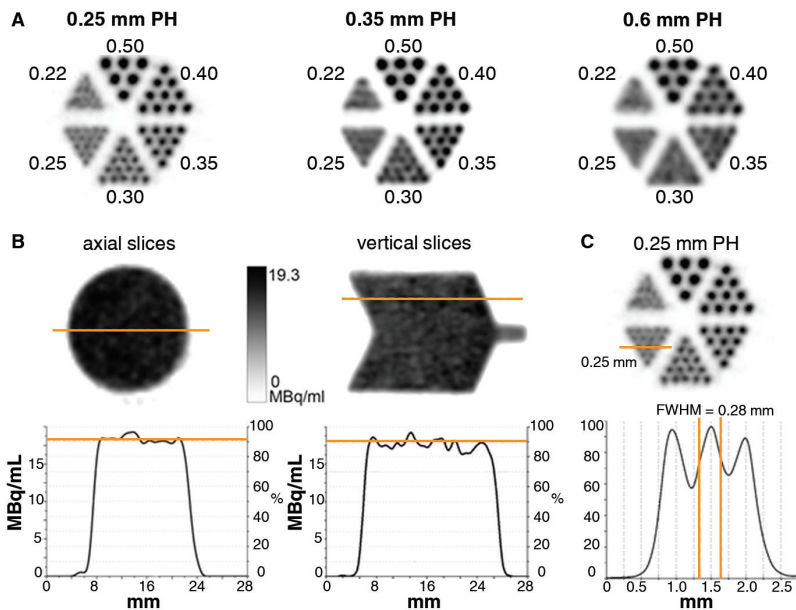 A
0.25 mm PH
0.35 mm PH
0.6 mm PH
0.50
0.50
0.50
0.22
0.40
0.22
0.40
0.22
0.40
0.25
0.35
0.25
0.35
0.25
0.35
0.30
0.30
0.30
B
axial slices
vertical slices
19.3
0
MBq/ml
MBq/mL
15
10
5
0
100
80
60
40
20
0
%
0 8 16 24 28
mm
MBq/mL
15
10
5
0
100
80
60
40
20
0
%
0 8 16 24 28
mm
C
0.25 mm PH
0.25 mm
FWHM = 0.28 mm
100
80
60
40
20
0
0 0.5 1.0 1.5 2.0 2.5
mm